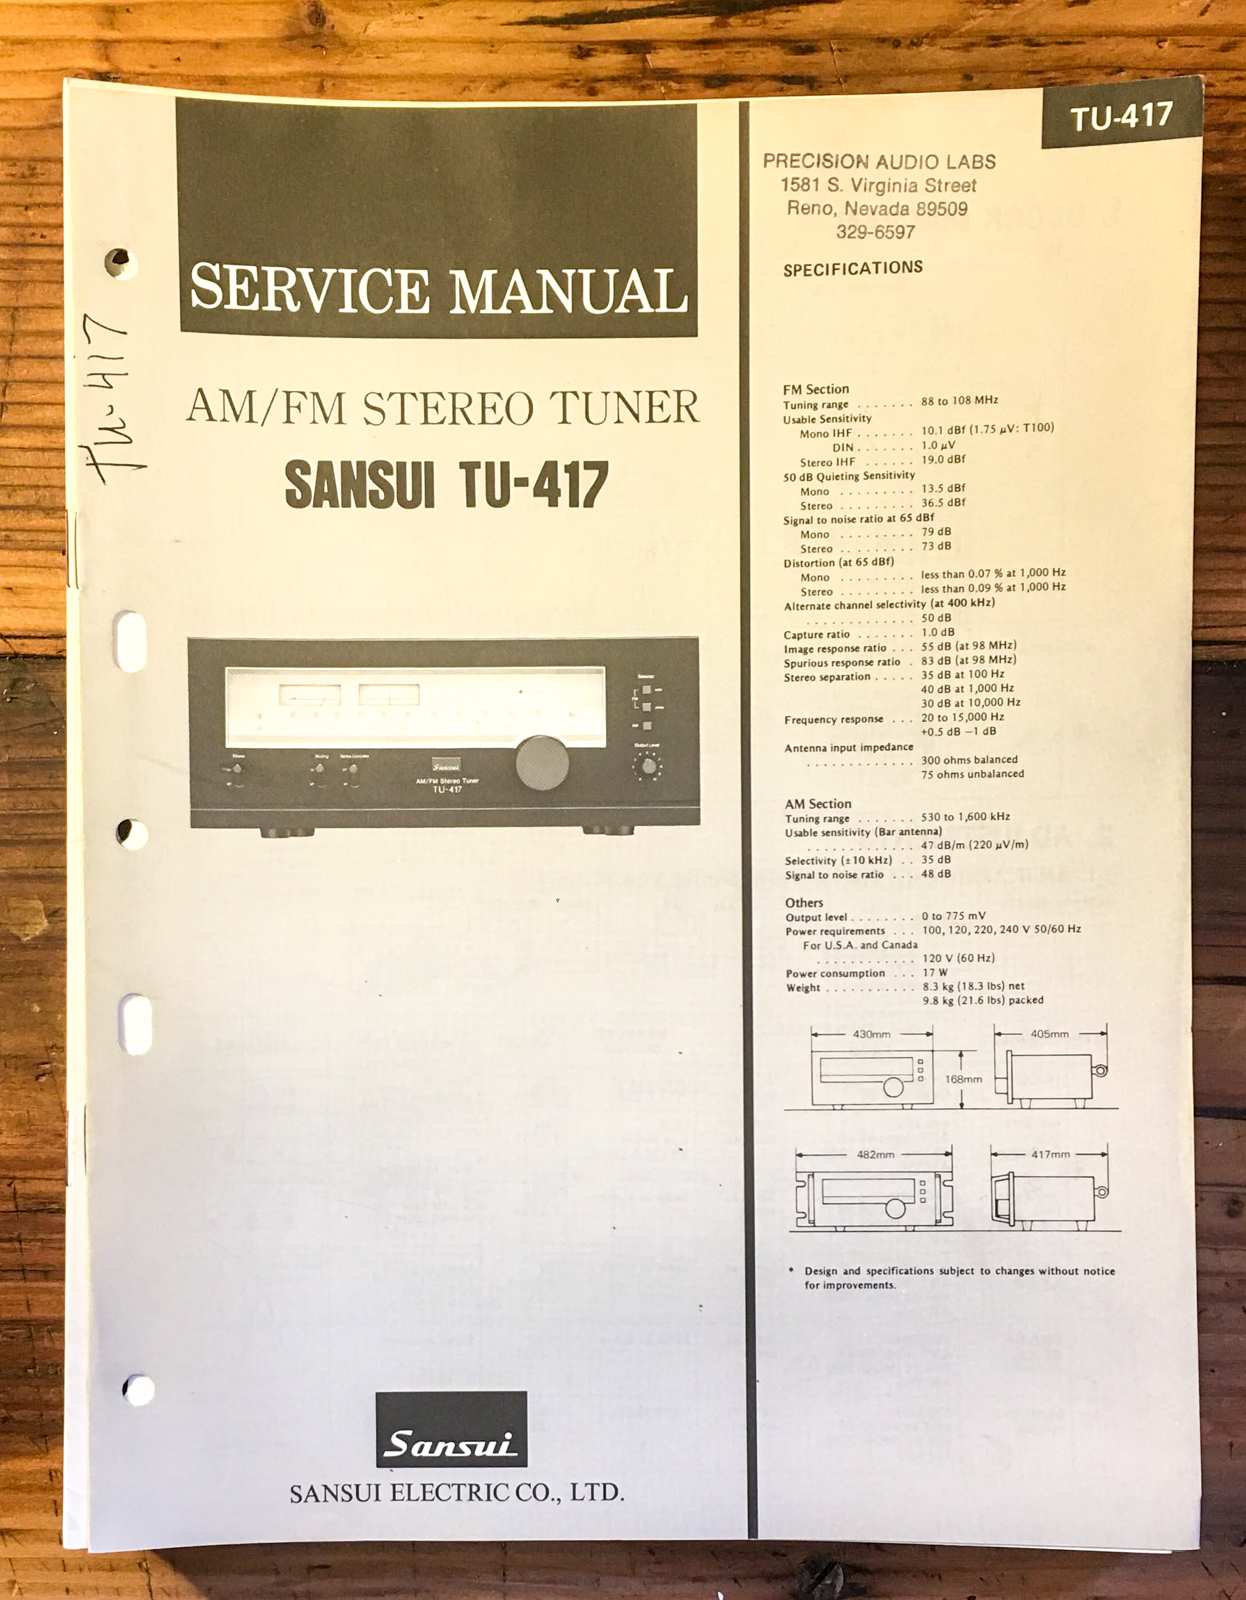 TU-417
SERVICE MANUAL
Tu-417
AM/FM STEREO TUNER
SANSUI TU-417
Selector
Output Level
Muting
Sansui
AM/FM Stereo Tuner
TU-417
Sansui
SANSUI ELECTRIC CO., LTD.
PRECISION AUDIO LABS
1581 S. Virginia Street
Reno, Nevada 89509
329-6597
SPECIFICATIONS
FM Section
Tuning range . . . . . . . 88 to 108 MHz
Usable Sensitivity
Mono IHF . . . . . . . 10.1 dBf (1.75 µV: T100)
DIN . . . . . . . 1.0 µV
Stereo IHF . . . . . . 19.0 dBf
50 dB Quieting Sensitivity
Mono . . . . . . . . . 13.5 dBf
Stereo . . . . . . . . . 36.5 dBf
Signal to noise ratio at 65 dBf
Mono . . . . . . . . . 79 dB
Stereo . . . . . . . . . 73 dB
Distortion (at 65 dBf)
Mono . . . . . . . . . less than 0.07 % at 1,000 Hz
Stereo . . . . . . . . . less than 0.09 % at 1,000 Hz
Alternate channel selectivity (at 400 kHz)
. . . . . . . . . . . . . 50 dB
Capture ratio . . . . . . . 1.0 dB
Image response ratio . . . 55 dB (at 98 MHz)
Spurious response ratio . 83 dB (at 98 MHz)
Stereo separation . . . . . 35 dB at 100 Hz
40 dB at 1,000 Hz
30 dB at 10,000 Hz
Frequency response . . . 20 to 15,000 Hz
+0.5 dB −1 dB
Antenna input impedance
. . . . . . . . . . . . . 300 ohms balanced
75 ohms unbalanced
AM Section
Tuning range . . . . . . . 530 to 1,600 kHz
Usable sensitivity (Bar antenna)
. . . . . . . . . . . . . 47 dB/m (220 µV/m)
Selectivity (±10 kHz) . . 35 dB
Signal to noise ratio . . . 48 dB
Others
Output level . . . . . . . . 0 to 775 mV
Power requirements . . . 100, 120, 220, 240 V 50/60 Hz
For U.S.A. and Canada
. . . . . . . . . . . . 120 V (60 Hz)
Power consumption . . . 17 W
Weight . . . . . . . . . . . 8.3 kg (18.3 lbs) net
9.8 kg (21.6 lbs) packed
430mm
405mm
168mm
482mm
417mm
* Design and specifications subject to changes without notice
for improvements.